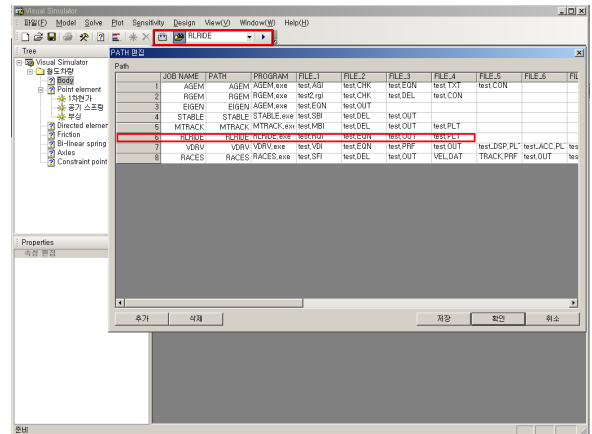 Visual Simulator
파일(F) Model Solve Plot Sensitivity Design View(V) Window(W) Help(H)
RLRIDE
Tree
Visual Simulator
철도차량
Body
Point element
1차현가
공기 스프링
부싱
Directed elemer
Friction
Bi-linear spring
Axles
Constraint point
Properties
속성 편집
PATH 편집
Path
JOB NAME PATH PROGRAM FILE_1 FILE_2 FILE_3 FILE_4 FILE_5 FILE_6 FIL
1 AGEM AGEM AGEM,exe test,AGI test,CHK test,EQN test,TXT test,CON
2 RGEM RGEM RGEM,exe test2,rgi test,CHK test,DEL test,CON
3 EIGEN EIGEN AGEM,exe test,EQN test,OUT
4 STABLE STABLE STABLE,exe test,SBI test,DEL test,OUT
5 MTRACK MTRACK MTRACK,exe test,MBI test,DEL test,OUT test,PLT
6 RLRIDE RLRIDE RLRIDE,exe test,RGI test,EQN test,OUT test,PLT
7 VDRV VDRV VDRV,exe test,VDI test,EQN test,PRF test,OUT test_DSP,PL test_ACC,PL tes
8 RACES RACES RACES,exe test,SFI test,DEL test,OUT VEL,DAT TRACK,PRF test,OUT tes
추가 삭제 저장 확인 취소
준비